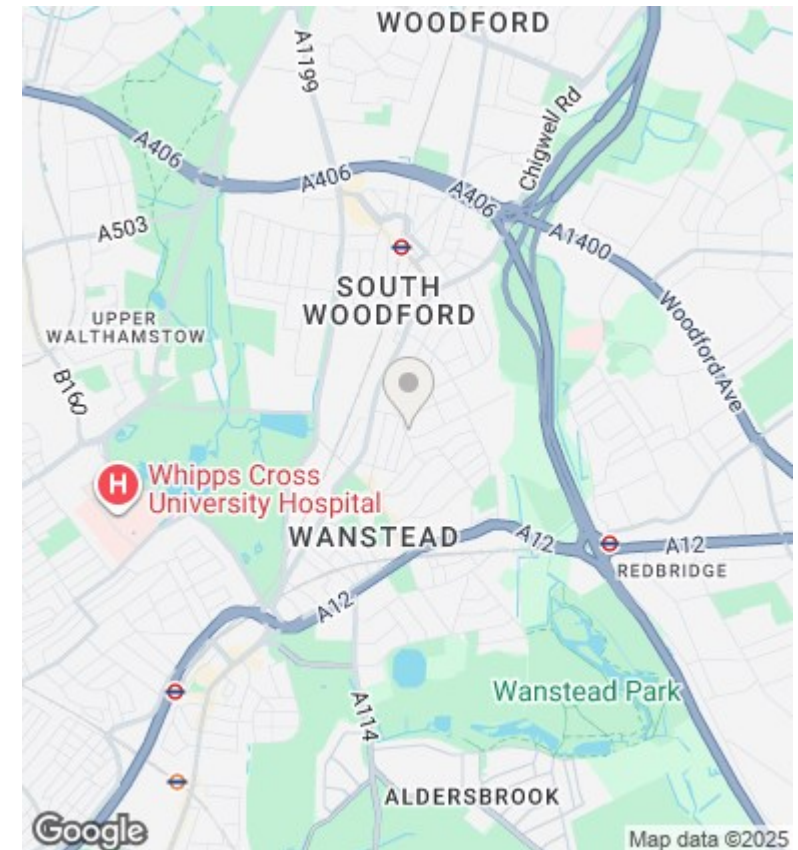 WOODFORD
A1199
Chigwell Rd
A406
A406
A406
A503
A1400
SOUTH
WOODFORD
UPPER
WALTHAMSTOW
Woodford Ave
B160
H
Whipps Cross
University Hospital
WANSTEAD
A12
A12
REDBRIDGE
A12
Wanstead Park
A114
ALDERSBROOK
Google
Map data ©2025